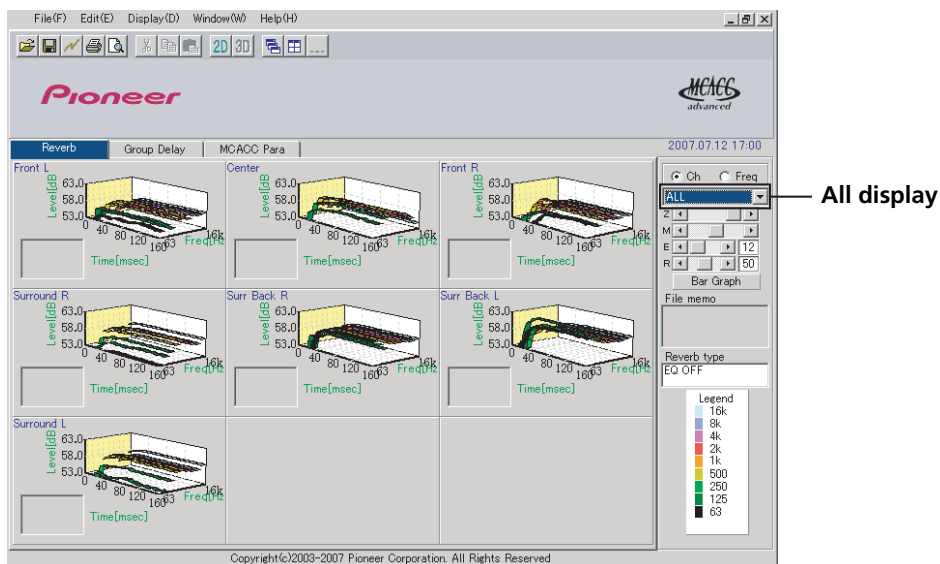 File(F) Edit(E) Display(D) Window(W) Help(H)
2D 3D ...
Pioneer
MCACC
advanced
Reverb Group Delay MCACC Para
2007.07.12 17:00
Front L
Level[dB
63.0
58.0
53.0
0 40 80 120 160
63 Freq[Hz 16k
Time[msec]
Center
Level[dB
63.0
58.0
53.0
0 40 80 120 160
63 Freq[Hz 16k
Time[msec]
Front R
Level[dB
63.0
58.0
53.0
0 40 80 120 160
63 Freq[Hz 16k
Time[msec]
Surround R
Level[dB
63.0
58.0
53.0
0 40 80 120 160
63 Freq[Hz 16k
Time[msec]
Surr Back R
Level[dB
63.0
58.0
53.0
0 40 80 120 160
63 Freq[Hz 16k
Time[msec]
Surr Back L
Level[dB
63.0
58.0
53.0
0 40 80 120 160
63 Freq[Hz 16k
Time[msec]
Surround L
Level[dB
63.0
58.0
53.0
0 40 80 120 160
63 Freq[Hz 16k
Time[msec]
Ch Freq
ALL
All display
Z
M
E 12
R 50
Bar Graph
File memo
Reverb type
EQ OFF
Legend
16k
8k
4k
2k
1k
500
250
125
63
Copyright(c)2003-2007 Pioneer Corporation. All Rights Reserved